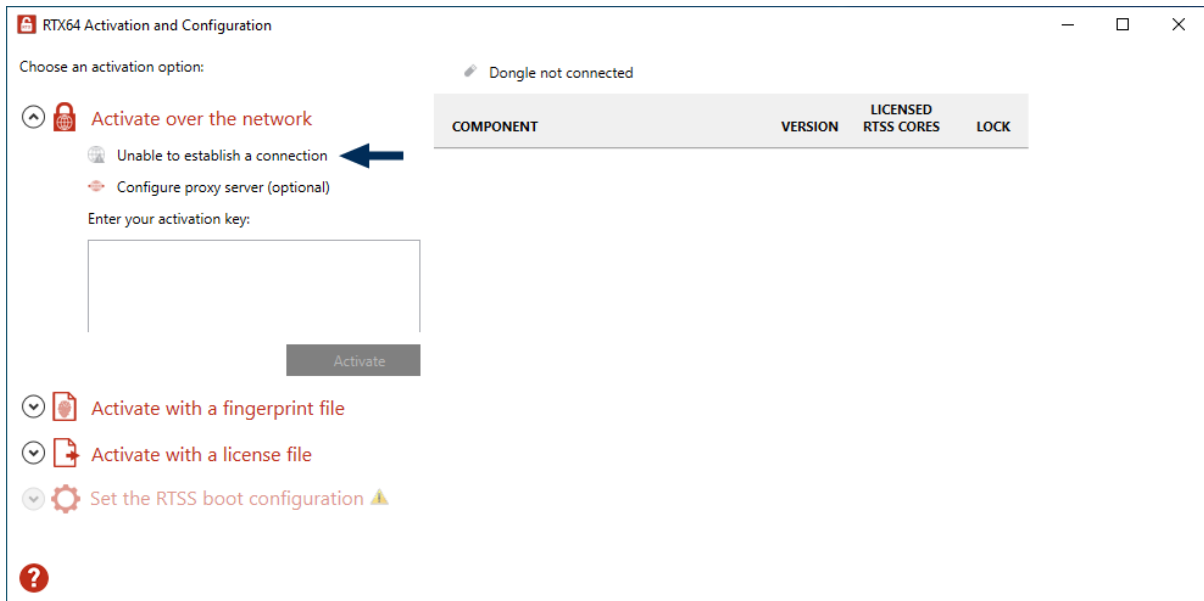 RTX64 Activation and Configuration
Choose an activation option:
Activate over the network
Unable to establish a connection
Configure proxy server (optional)
Enter your activation key:
Activate
Activate with a fingerprint file
Activate with a license file
Set the RTSS boot configuration
?
Dongle not connected
COMPONENT
VERSION
LICENSED
RTSS CORES
LOCK